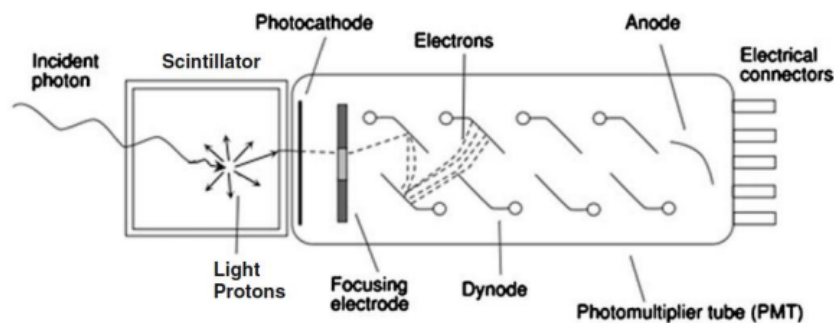 Photocathode
Electrons
Anode
Incident
photon
Scintillator
Electrical
connectors
Light
Protons
Focusing
electrode
Dynode
Photomultiplier tube (PMT)